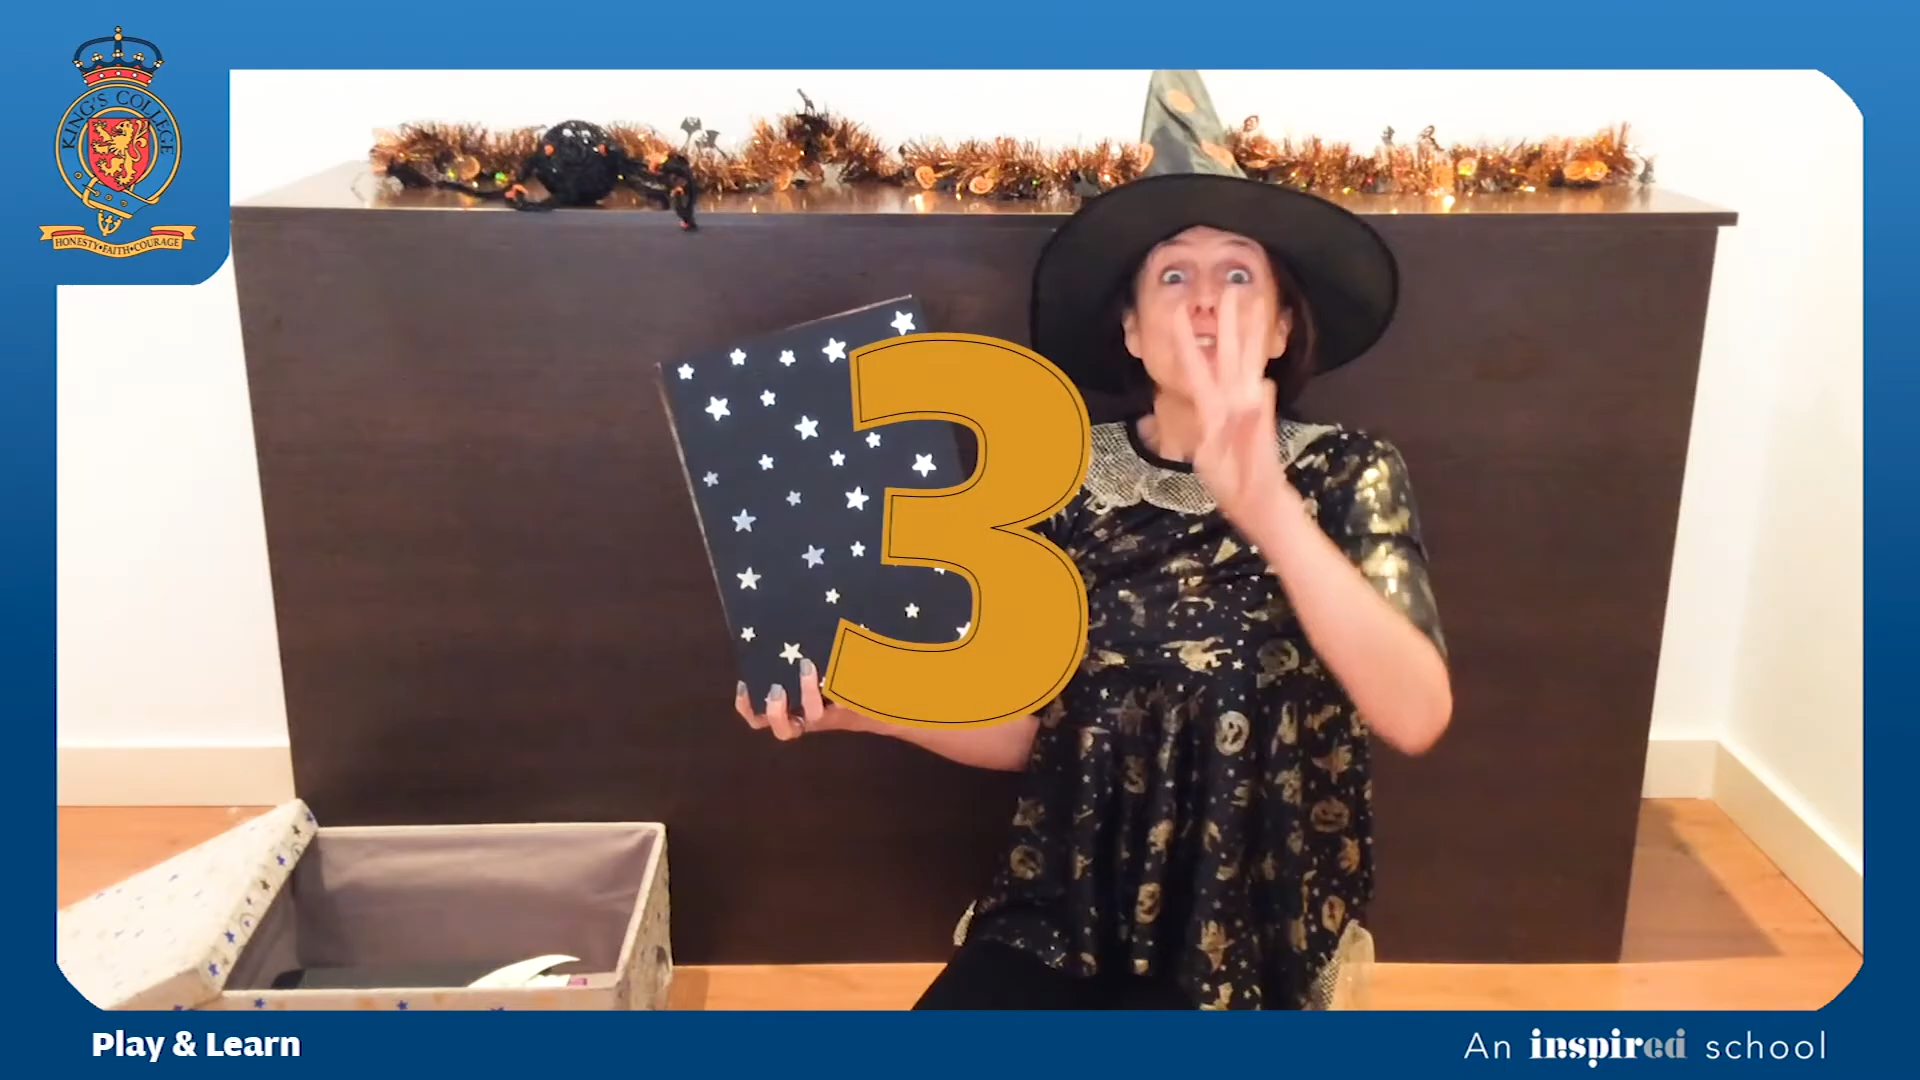 KING'S COLLEGE
HONESTY•FAITH•COURAGE
3
Play & Learn
An inspired school